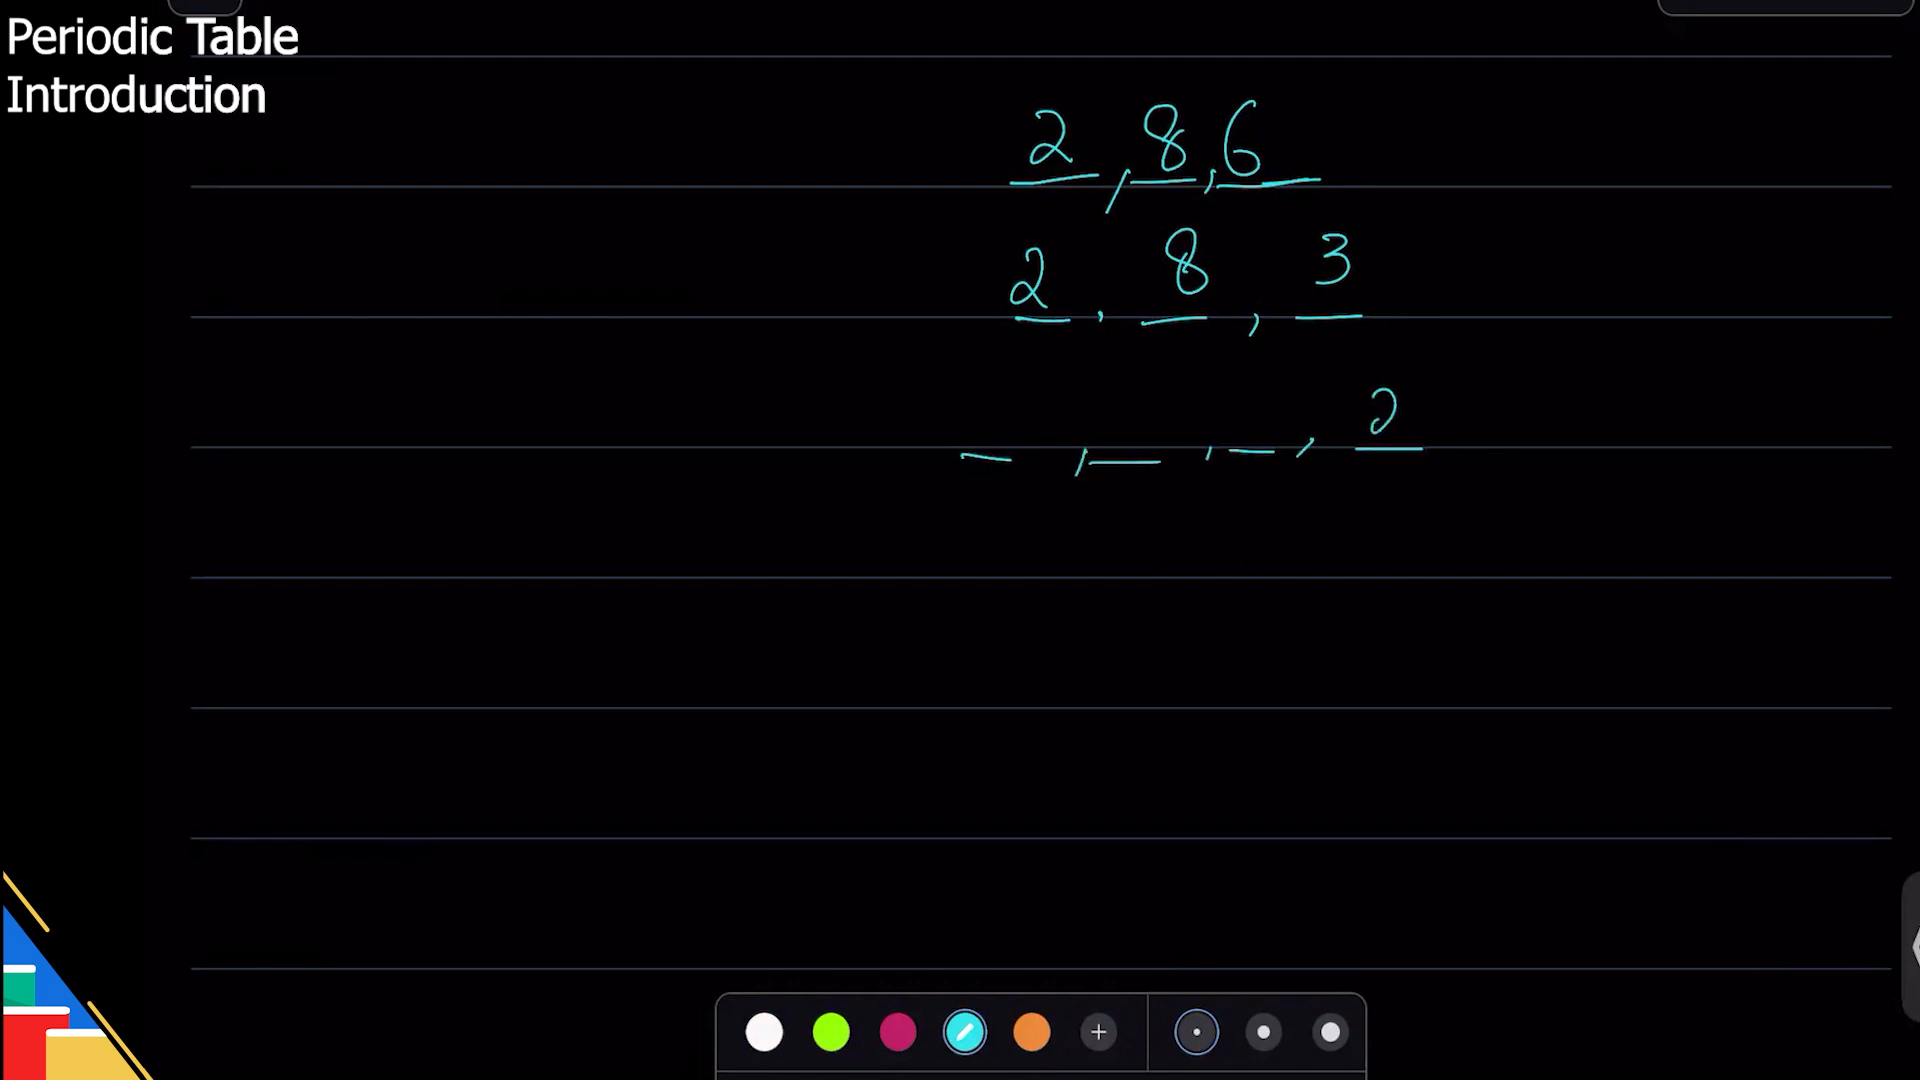 Periodic Table
Introduction
2, 8, 6
2, 8, 3
_, _, _, 2